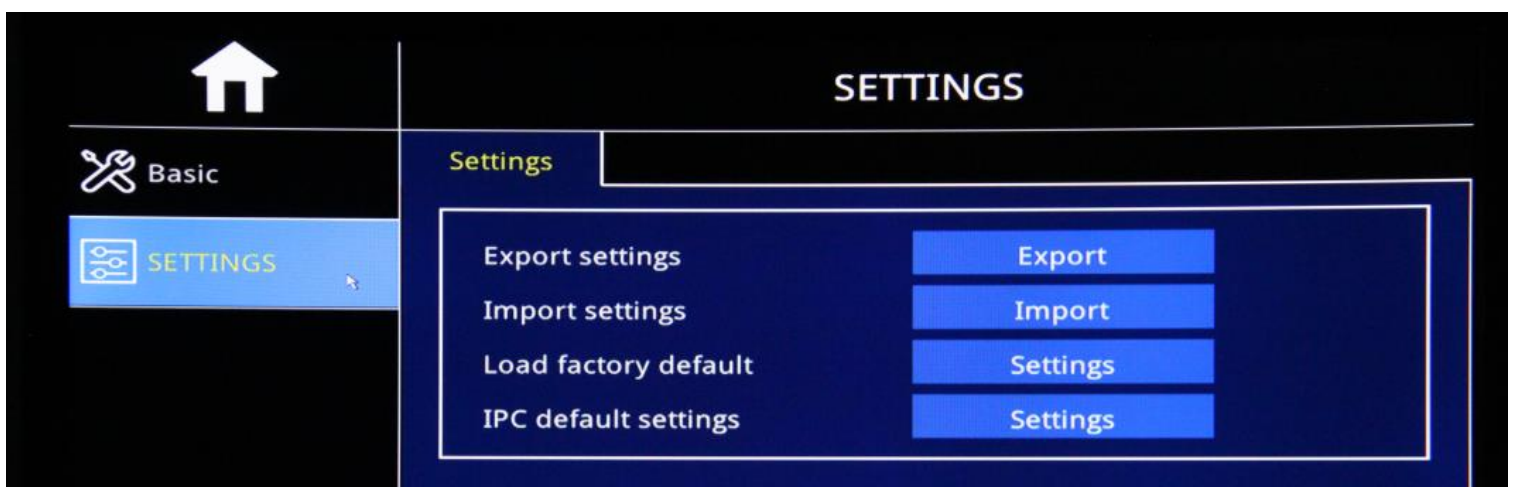 SETTINGS
Basic
SETTINGS
Settings
Export settings Export
Import settings Import
Load factory default Settings
IPC default settings Settings